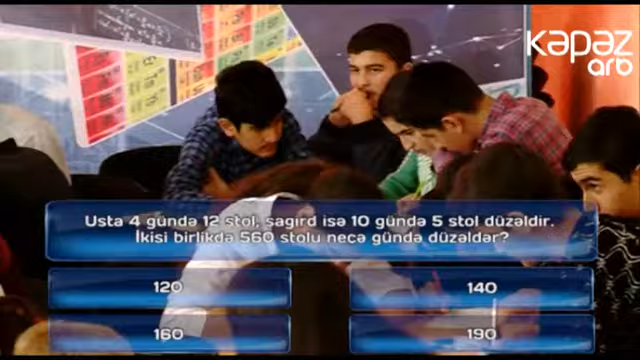 kəpəz
arb
Usta 4 gündə 12 stol, şagird isə 10 gündə 5 stol düzəldir.
İkisi birlikdə 560 stolu neçə gündə düzəldər?
120
140
160
190